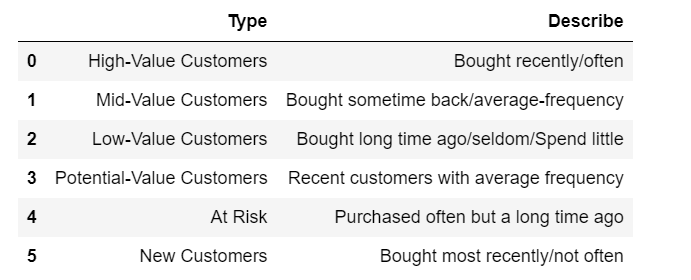 Type Describe
0 High-Value Customers Bought recently/often
1 Mid-Value Customers Bought sometime back/average-frequency
2 Low-Value Customers Bought long time ago/seldom/Spend little
3 Potential-Value Customers Recent customers with average frequency
4 At Risk Purchased often but a long time ago
5 New Customers Bought most recently/not often